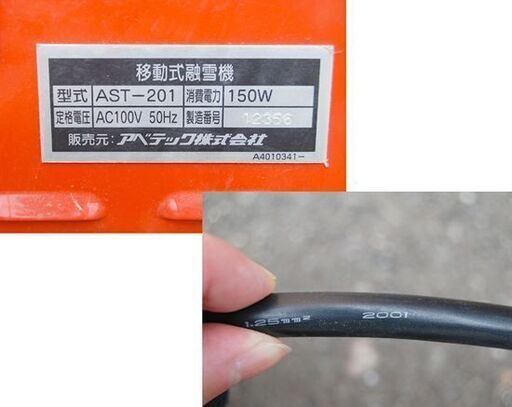 移動式融雪機
型式 AST-201 消費電力 150W
定格電圧 AC100V 50Hz 製造番号 12356
販売元: アベテック株式会社
A4010341-
1.25mm² 2001